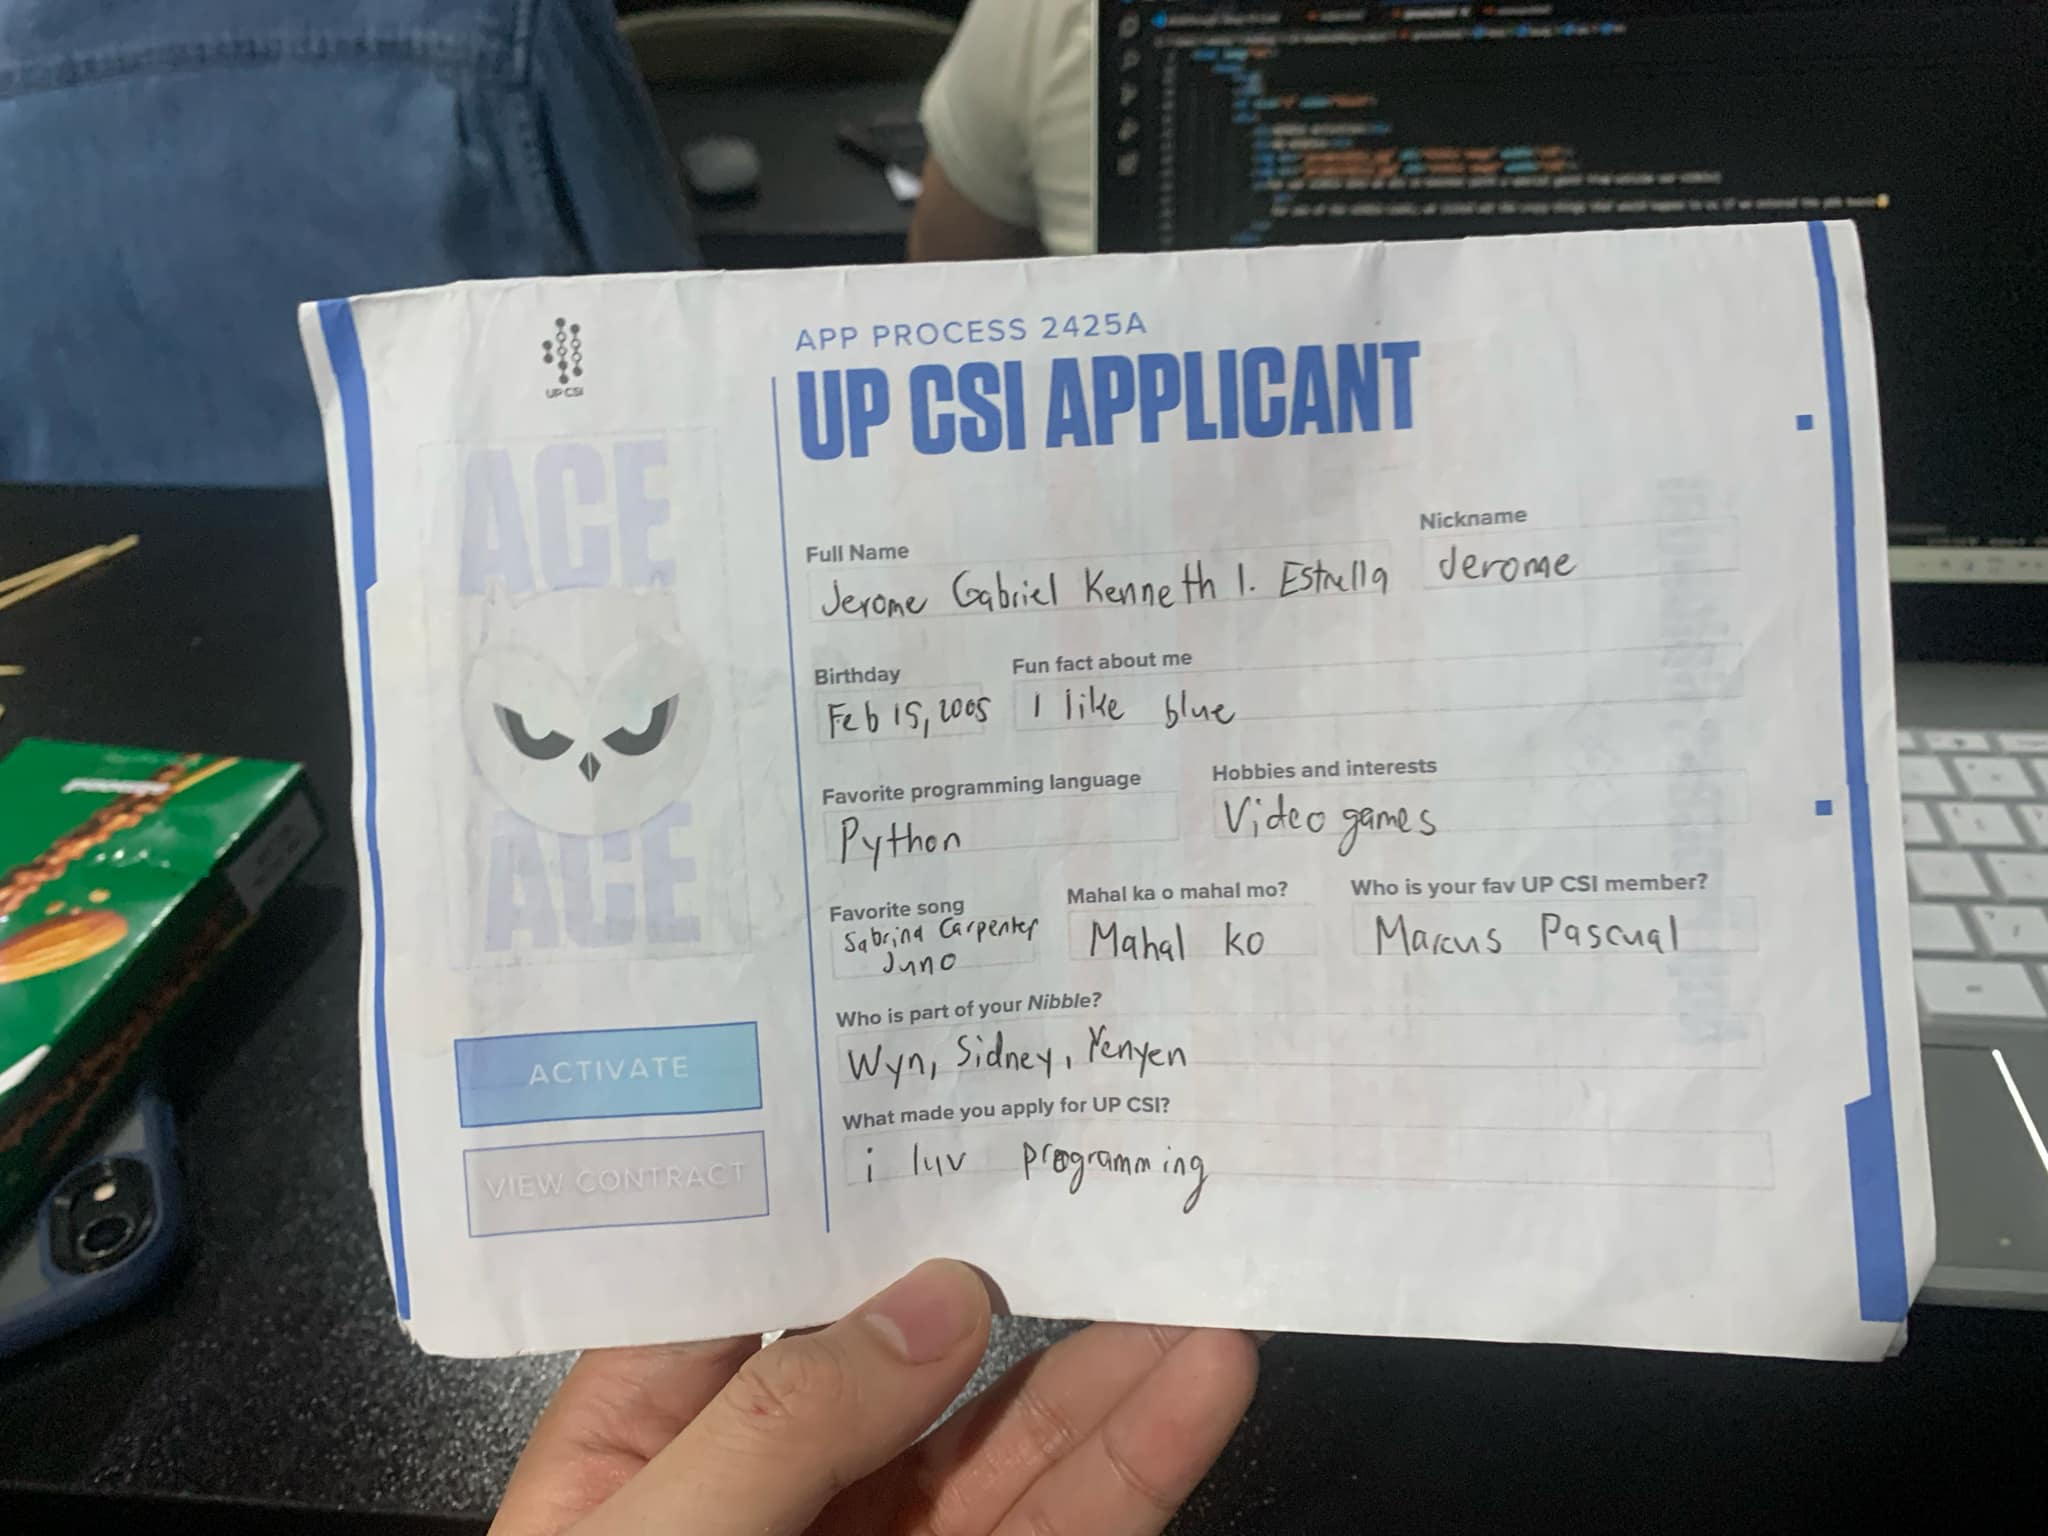 UP CSI
APP PROCESS 2425A
UP CSI APPLICANT
ACE
ACE
ACTIVATE
VIEW CONTRACT
Full Name
Jerome Gabriel Kenneth I. Estrella
Nickname
Jerome
Birthday
Feb 15, 2005
Fun fact about me
I like blue
Favorite programming language
Python
Hobbies and interests
Video games
Favorite song
Sabrina Carpenter
Juno
Mahal ka o mahal mo?
Mahal ko
Who is your fav UP CSI member?
Marcus Pascual
Who is part of your Nibble?
Wyn, Sidney, Yenyen
What made you apply for UP CSI?
i luv programming